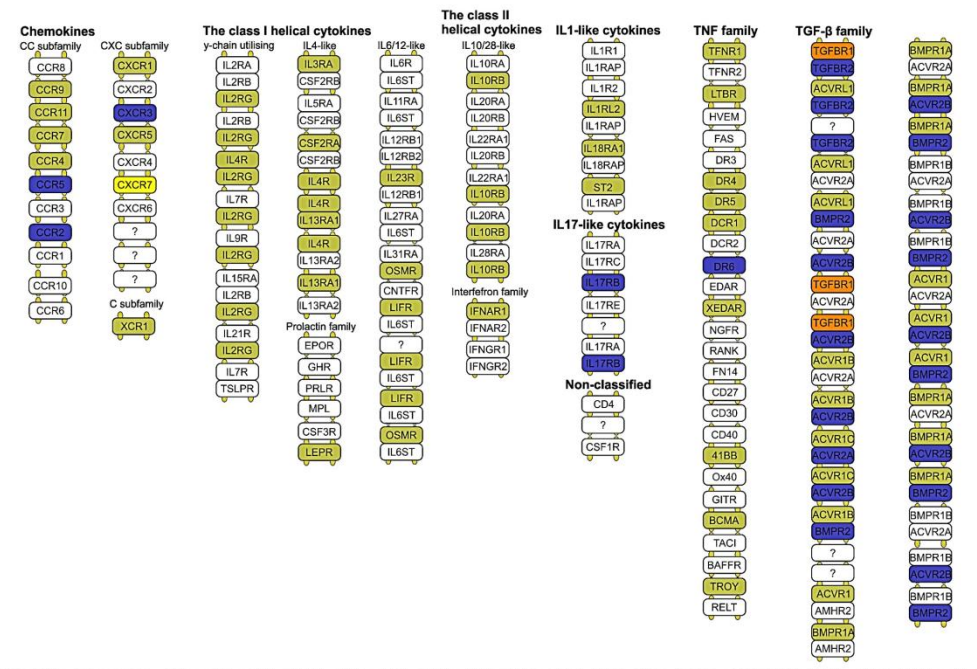 Chemokines
CC subfamily
CCR8
CCR9
CCR11
CCR7
CCR4
CCR5
CCR3
CCR2
CCR1
CCR10
CCR6
CXC subfamily
CXCR1
CXCR2
CXCR3
CXCR5
CXCR4
CXCR7
CXCR6
?
?
?
C subfamily
XCR1
The class I helical cytokines
γ-chain utilising
IL2RA
IL2RB
IL2RG
IL2RB
IL2RG
IL4R
IL2RG
IL7R
IL2RG
IL9R
IL2RG
IL15RA
IL2RB
IL2RG
IL21R
IL2RG
IL7R
TSLPR
IL4-like
IL3RA
CSF2RB
IL5RA
CSF2RB
CSF2RA
CSF2RB
IL4R
IL4R
IL13RA1
IL4R
IL13RA2
IL13RA1
IL13RA2
Prolactin family
EPOR
GHR
PRLR
MPL
CSF3R
LEPR
IL6/12-like
IL6R
IL6ST
IL11RA
IL6ST
IL12RB1
IL12RB2
IL23R
IL12RB1
IL27RA
IL6ST
IL31RA
OSMR
CNTFR
LIFR
IL6ST
?
LIFR
IL6ST
LIFR
IL6ST
OSMR
IL6ST
The class II
helical cytokines
IL10/28-like
IL10RA
IL10RB
IL20RA
IL20RB
IL22RA1
IL20RB
IL22RA1
IL10RB
IL20RA
IL10RB
IL28RA
IL10RB
Interfefron family
IFNAR1
IFNAR2
IFNGR1
IFNGR2
IL1-like cytokines
IL1R1
IL1RAP
IL1R2
IL1RL2
IL1RAP
IL18RA1
IL18RAP
ST2
IL1RAP
IL17-like cytokines
IL17RA
IL17RC
IL17RB
IL17RE
?
IL17RA
IL17RB
Non-classified
CD4
?
CSF1R
TNF family
TFNR1
TFNR2
LTBR
HVEM
FAS
DR3
DR4
DR5
DCR1
DCR2
DR6
EDAR
XEDAR
NGFR
RANK
FN14
CD27
CD30
CD40
41BB
Ox40
GITR
BCMA
TACI
BAFFR
TROY
RELT
TGF-β family
TGFBR1
TGFBR2
ACVRL1
TGFBR2
?
TGFBR2
ACVRL1
ACVR2A
ACVRL1
BMPR2
ACVR2A
ACVR2B
TGFBR1
ACVR2A
TGFBR1
ACVR2B
ACVR1B
ACVR2A
ACVR1B
ACVR2B
ACVR1C
ACVR2A
ACVR1C
ACVR2B
ACVR1B
BMPR2
?
?
ACVR1
AMHR2
BMPR1A
AMHR2
BMPR1A
ACVR2A
BMPR1A
ACVR2B
BMPR1A
BMPR2
BMPR1B
ACVR2A
BMPR1B
ACVR2B
BMPR1B
BMPR2
ACVR1
ACVR2A
ACVR1
ACVR2B
ACVR1
BMPR2
BMPR1A
ACVR2A
BMPR1A
ACVR2B
BMPR1A
BMPR2
BMPR1B
ACVR2A
BMPR1B
ACVR2B
BMPR1B
BMPR2